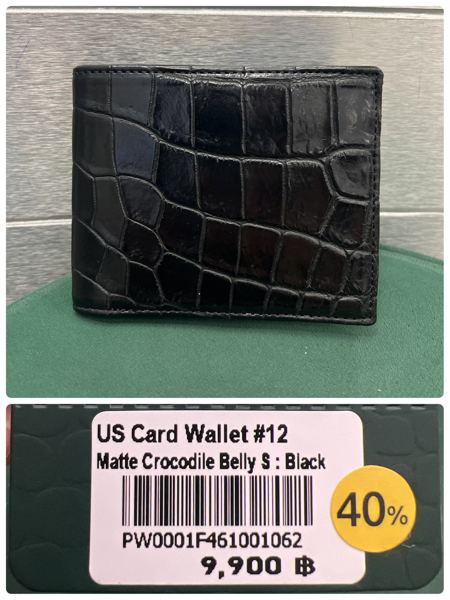 US Card Wallet #12
Matte Crocodile Belly S : Black
PW0001F461001062
9,900 ฿
40%